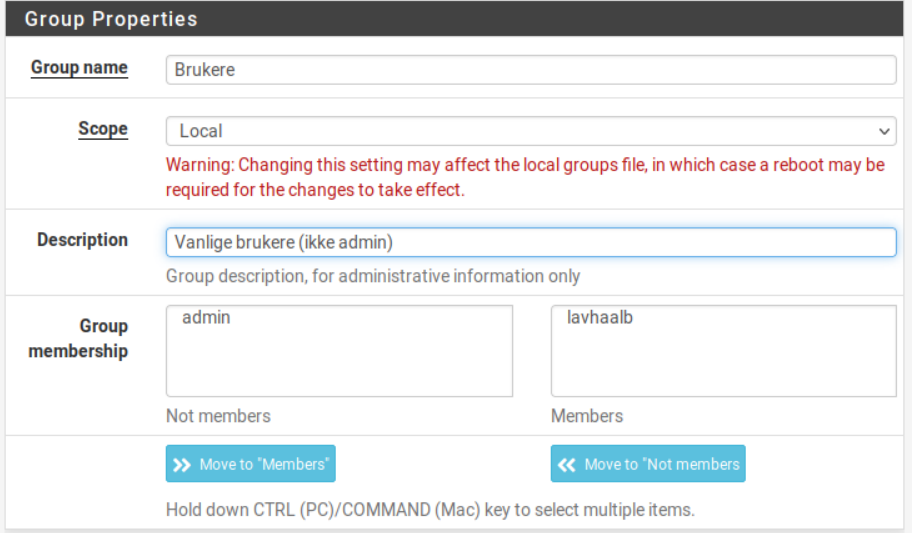 Group Properties
Group name
Brukere
Scope
Local
Warning: Changing this setting may affect the local groups file, in which case a reboot may be
required for the changes to take effect.
Description
Vanlige brukere (ikke admin)
Group description, for administrative information only
Group
membership
admin
lavhaalb
Not members
Members
Move to "Members"
Move to "Not members
Hold down CTRL (PC)/COMMAND (Mac) key to select multiple items.